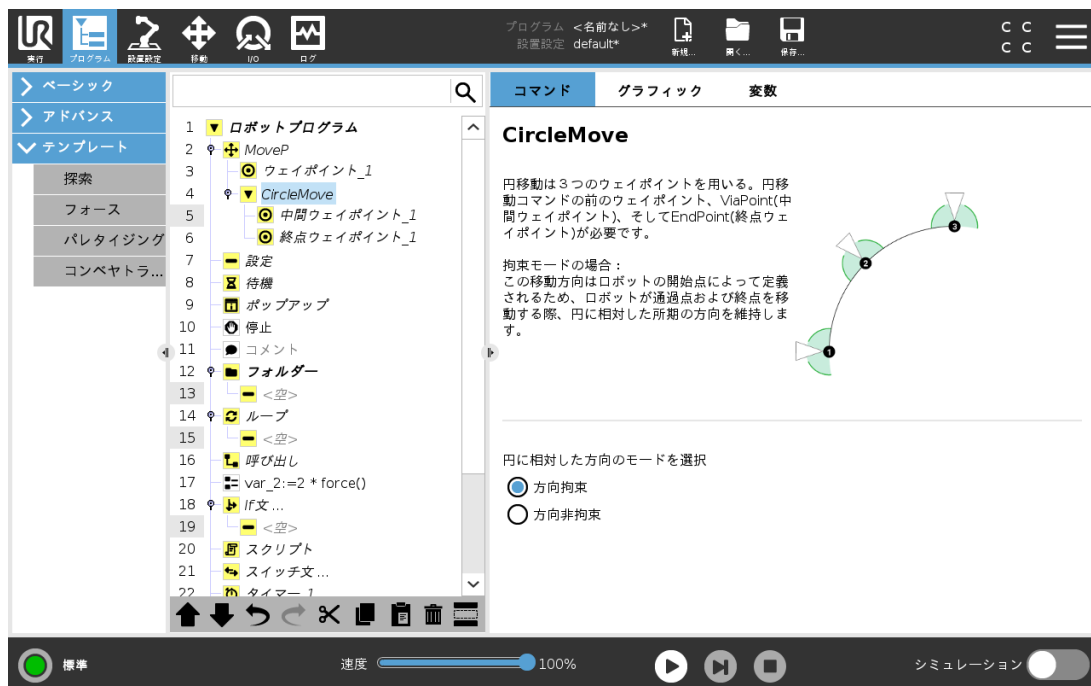 UR
実行
プログラム
設置設定
移動
I/O
ログ
プログラム <名前なし>*
設置設定 default*
新規...
開く...
保存...
C C
C C
ベーシック
アドバンス
テンプレート
探索
フォース
パレタイジング
コンベヤトラ...
1 ロボットプログラム
2 MoveP
3 ウェイポイント_1
4 CircleMove
5 中間ウェイポイント_1
6 終点ウェイポイント_1
7 設定
8 待機
9 ポップアップ
10 停止
11 コメント
12 フォルダー
13 <空>
14 ループ
15 <空>
16 呼び出し
17 var_2:=2 * force()
18 If文 ...
19 <空>
20 スクリプト
21 スイッチ文 ...
22 タイマー_1
コマンド
グラフィック
変数
CircleMove
円移動は３つのウェイポイントを用いる。円移
動コマンドの前のウェイポイント、ViaPoint(中
間ウェイポイント)、そしてEndPoint(終点ウェ
イポイント)が必要です。
拘束モードの場合：
この移動方向はロボットの開始点によって定義
されるため、ロボットが通過点および終点を移
動する際、円に相対した所期の方向を維持しま
す。
3
2
1
円に相対した方向のモードを選択
方向拘束
方向非拘束
標準
速度
100%
シミュレーション